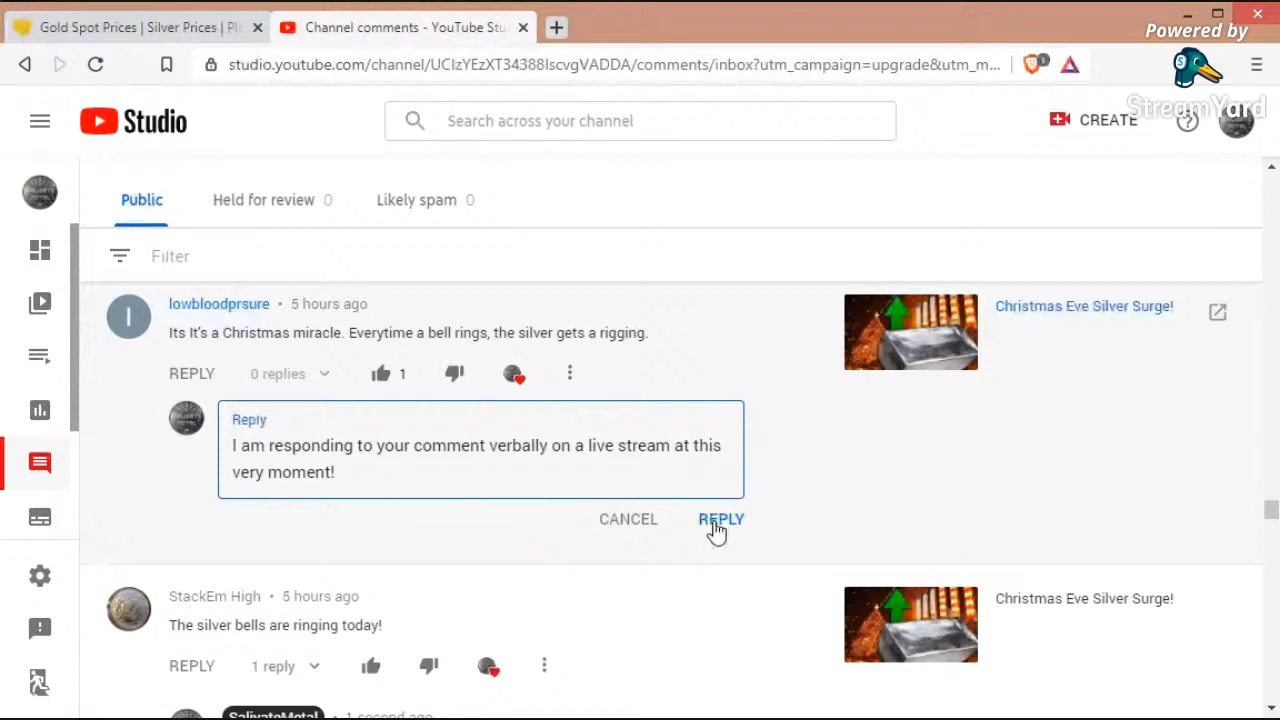 Gold Spot Prices | Silver Prices | Pl
Channel comments - YouTube Stu
Powered by
studio.youtube.com/channel/UCIzYEzXT34388IscvgVADDA/comments/inbox?utm_campaign=upgrade&utm_m...
1
StreamYard
Studio
Search across your channel
CREATE
Public
Held for review 0
Likely spam 0
Filter
I
lowbloodprsure • 5 hours ago
Its It's a Christmas miracle. Everytime a bell rings, the silver gets a rigging.
REPLY 0 replies 1
Christmas Eve Silver Surge!
Reply
I am responding to your comment verbally on a live stream at this
very moment!
CANCEL REPLY
StackEm High • 5 hours ago
The silver bells are ringing today!
REPLY 1 reply
Christmas Eve Silver Surge!
SalivateMetal • 1 second ago